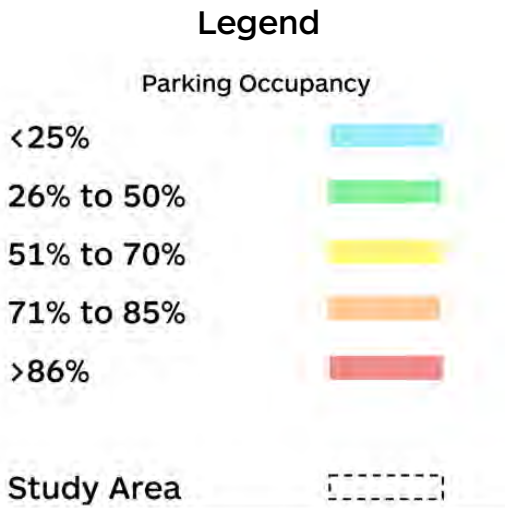 Legend
Parking Occupancy
<25%
26% to 50%
51% to 70%
71% to 85%
>86%
Study Area